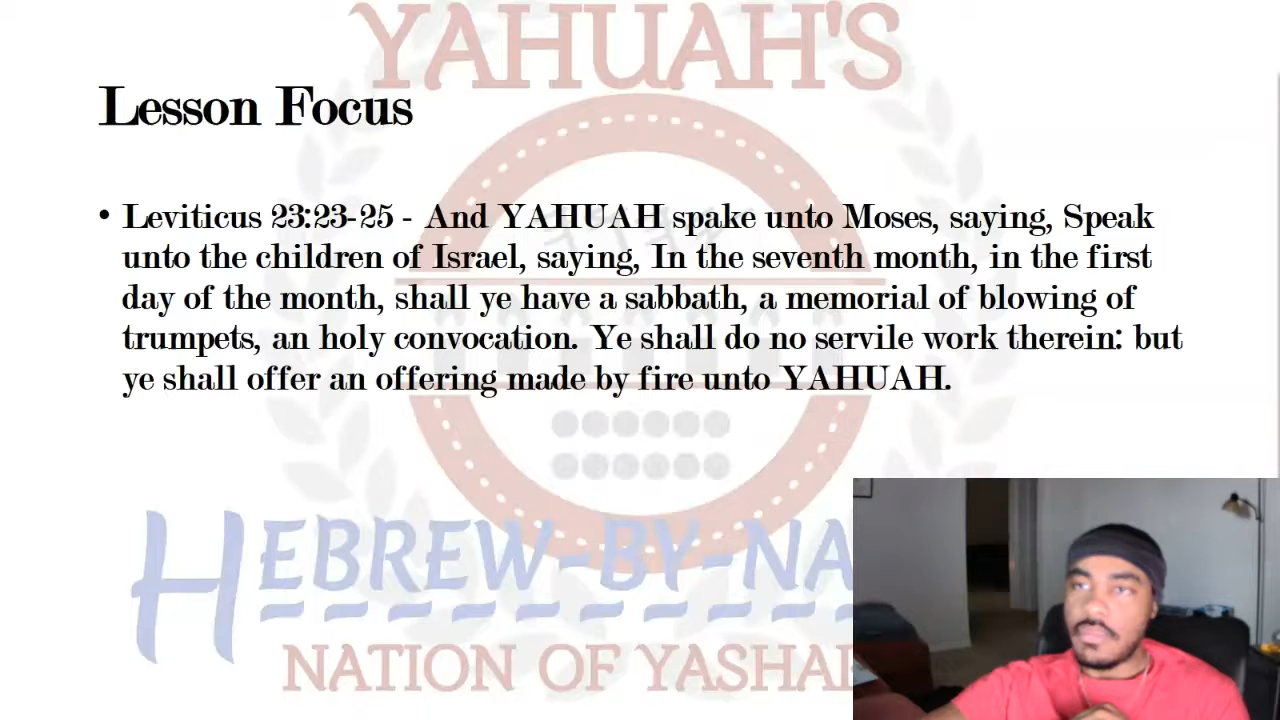 YAHUAH'S
Lesson Focus
• Leviticus 23:23-25 - And YAHUAH spake unto Moses, saying, Speak
unto the children of Israel, saying, In the seventh month, in the first
day of the month, shall ye have a sabbath, a memorial of blowing of
trumpets, an holy convocation. Ye shall do no servile work therein: but
ye shall offer an offering made by fire unto YAHUAH.
HEBREW-BY-NA
NATION OF YASHA